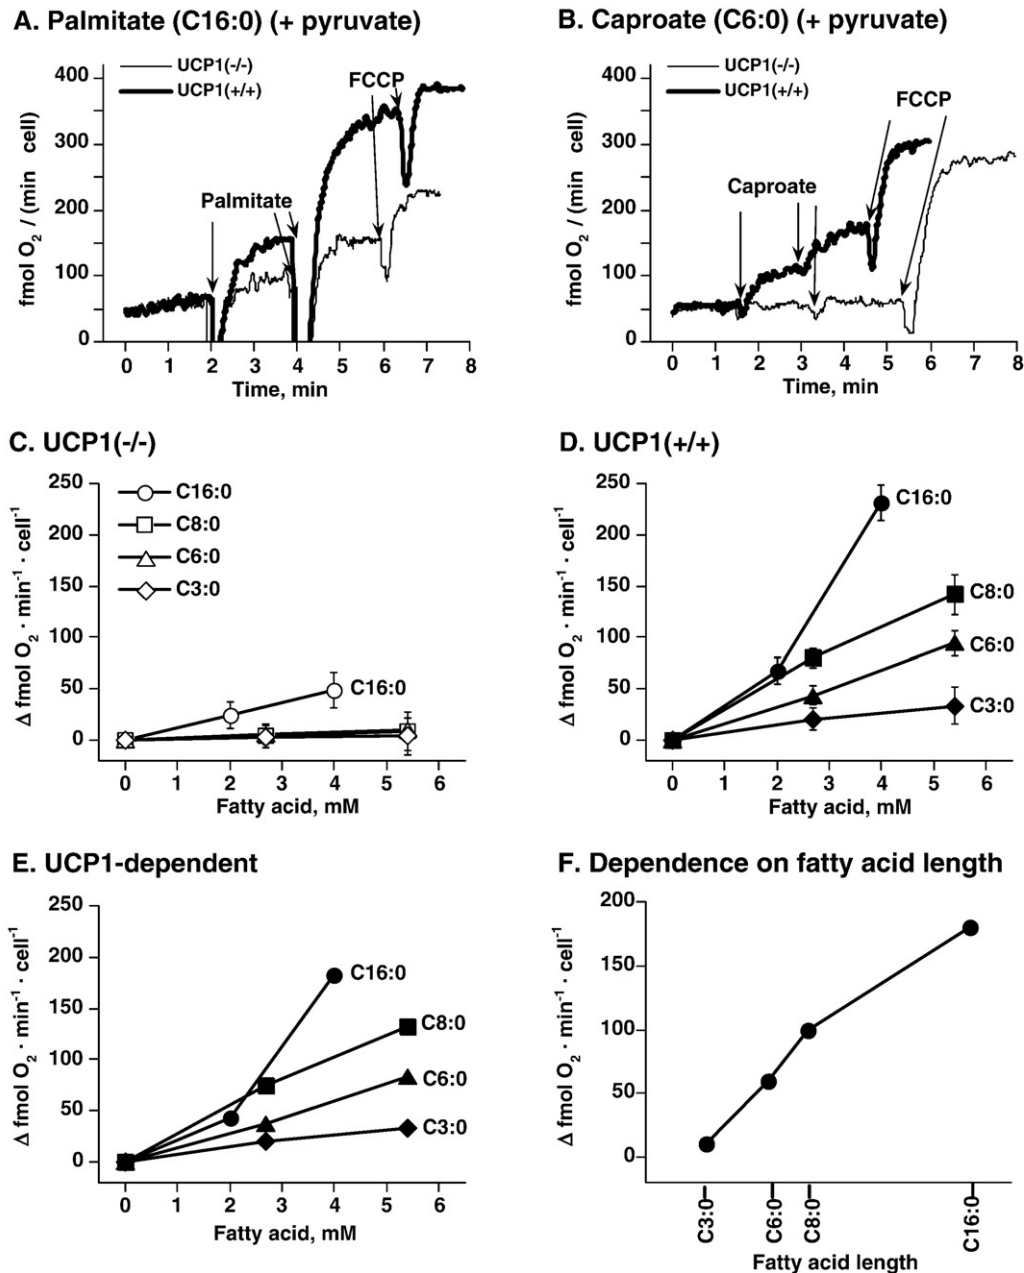 A. Palmitate (C16:0) (+ pyruvate)
UCP1(-/-)
UCP1(+/+)
FCCP
Palmitate
400
300
200
100
0
fmol O2 / (min cell)
0 1 2 3 4 5 6 7 8
Time, min
B. Caproate (C6:0) (+ pyruvate)
UCP1(-/-)
UCP1(+/+)
FCCP
Caproate
400
300
200
100
0
fmol O2 / (min cell)
0 1 2 3 4 5 6 7 8
Time, min
C. UCP1(-/-)
C16:0
C8:0
C6:0
C3:0
C16:0
250
200
150
100
50
0
Δ fmol O2 · min-1 · cell-1
0 1 2 3 4 5 6
Fatty acid, mM
D. UCP1(+/+)
C16:0
C8:0
C6:0
C3:0
250
200
150
100
50
0
Δ fmol O2 · min-1 · cell-1
0 1 2 3 4 5 6
Fatty acid, mM
E. UCP1-dependent
C16:0
C8:0
C6:0
C3:0
250
200
150
100
50
0
Δ fmol O2 · min-1 · cell-1
0 1 2 3 4 5 6
Fatty acid, mM
F. Dependence on fatty acid length
200
150
100
50
0
Δ fmol O2 · min-1 · cell-1
C3:0 C6:0 C8:0 C16:0
Fatty acid length